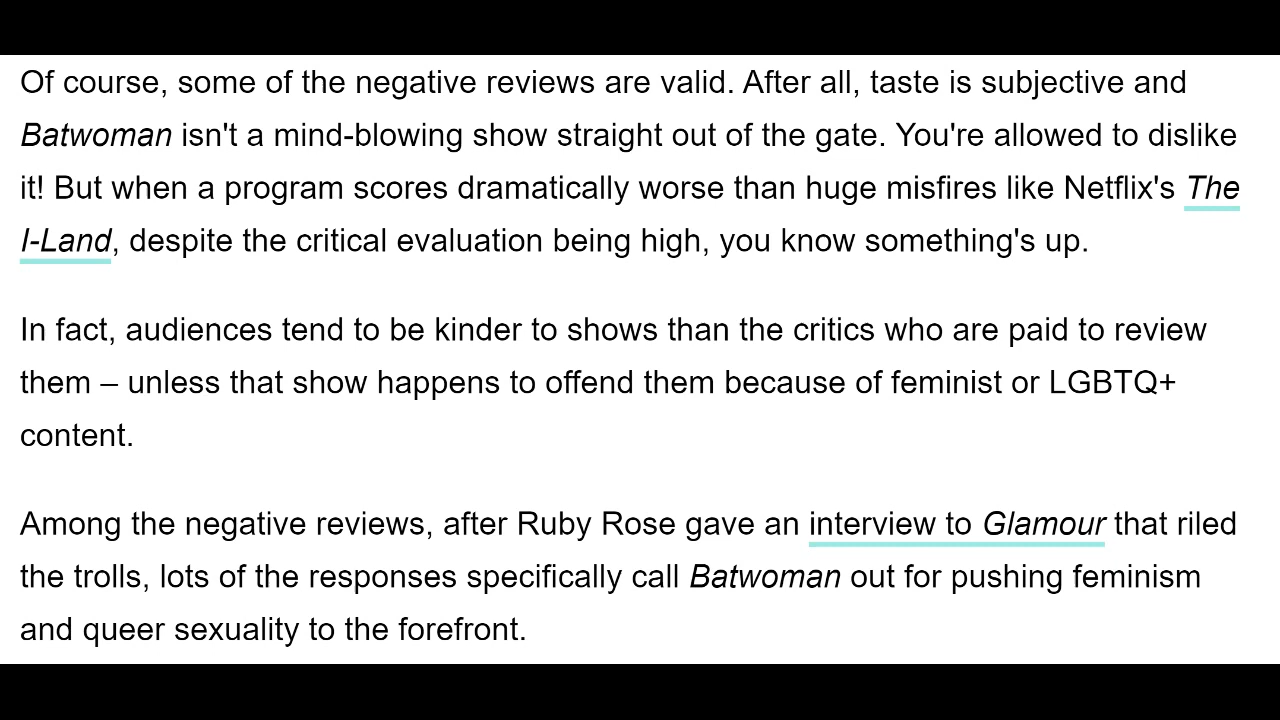 Of course, some of the negative reviews are valid. After all, taste is subjective and
Batwoman isn't a mind-blowing show straight out of the gate. You're allowed to dislike
it! But when a program scores dramatically worse than huge misfires like Netflix's The
I-Land, despite the critical evaluation being high, you know something's up.
In fact, audiences tend to be kinder to shows than the critics who are paid to review
them – unless that show happens to offend them because of feminist or LGBTQ+
content.
Among the negative reviews, after Ruby Rose gave an interview to Glamour that riled
the trolls, lots of the responses specifically call Batwoman out for pushing feminism
and queer sexuality to the forefront.